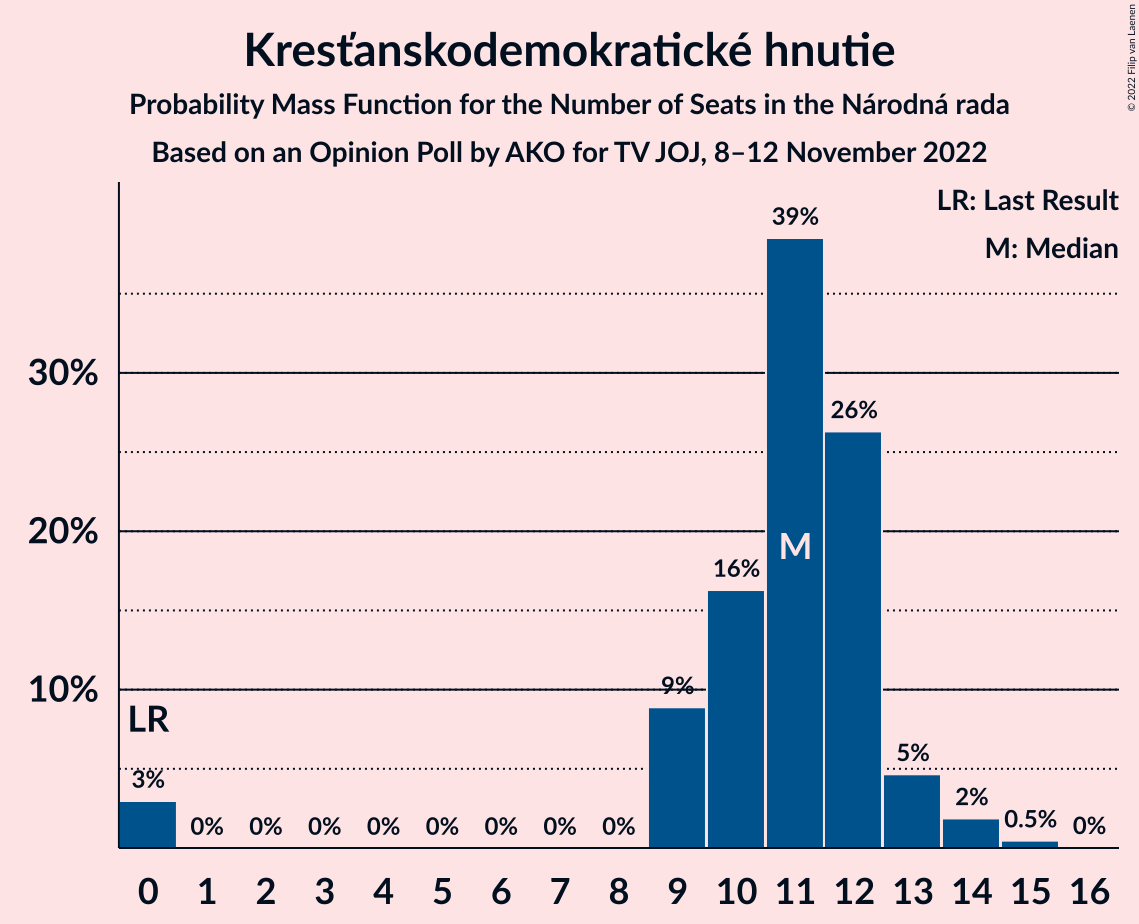 Kresťanskodemokratické hnutie
Probability Mass Function for the Number of Seats in the Národná rada
Based on an Opinion Poll by AKO for TV JOJ, 8–12 November 2022
© 2022 Filip van Laenen
LR: Last Result
M: Median
30%
20%
10%
LR
3%
0%
0%
0%
0%
0%
0%
0%
0%
9%
16%
39%
M
26%
5%
2%
0.5%
0%
0 1 2 3 4 5 6 7 8 9 10 11 12 13 14 15 16